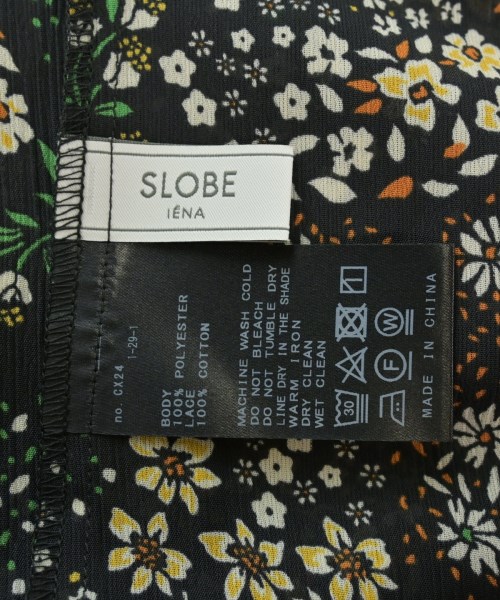 SLOBE
IÉNA
no. CX24
1-29-1
BODY
100% POLYESTER
LACE
100% COTTON
MACHINE WASH COLD
DO NOT BLEACH
DO NOT TUMBLE DRY
LINE DRY IN THE SHADE
WARM IRON
DRY CLEAN
WET CLEAN
30
F
W
MADE IN CHINA